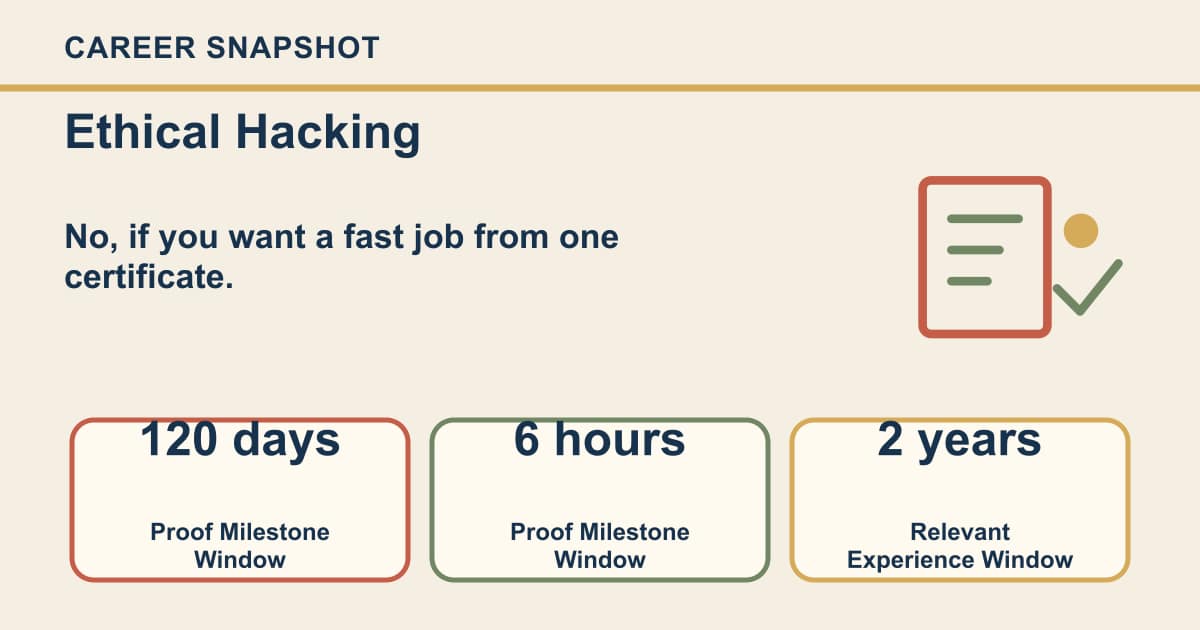 CAREER SNAPSHOT
Ethical Hacking
No, if you want a fast job from one
certificate.
120 days
Proof Milestone
Window
6 hours
Proof Milestone
Window
2 years
Relevant
Experience Window